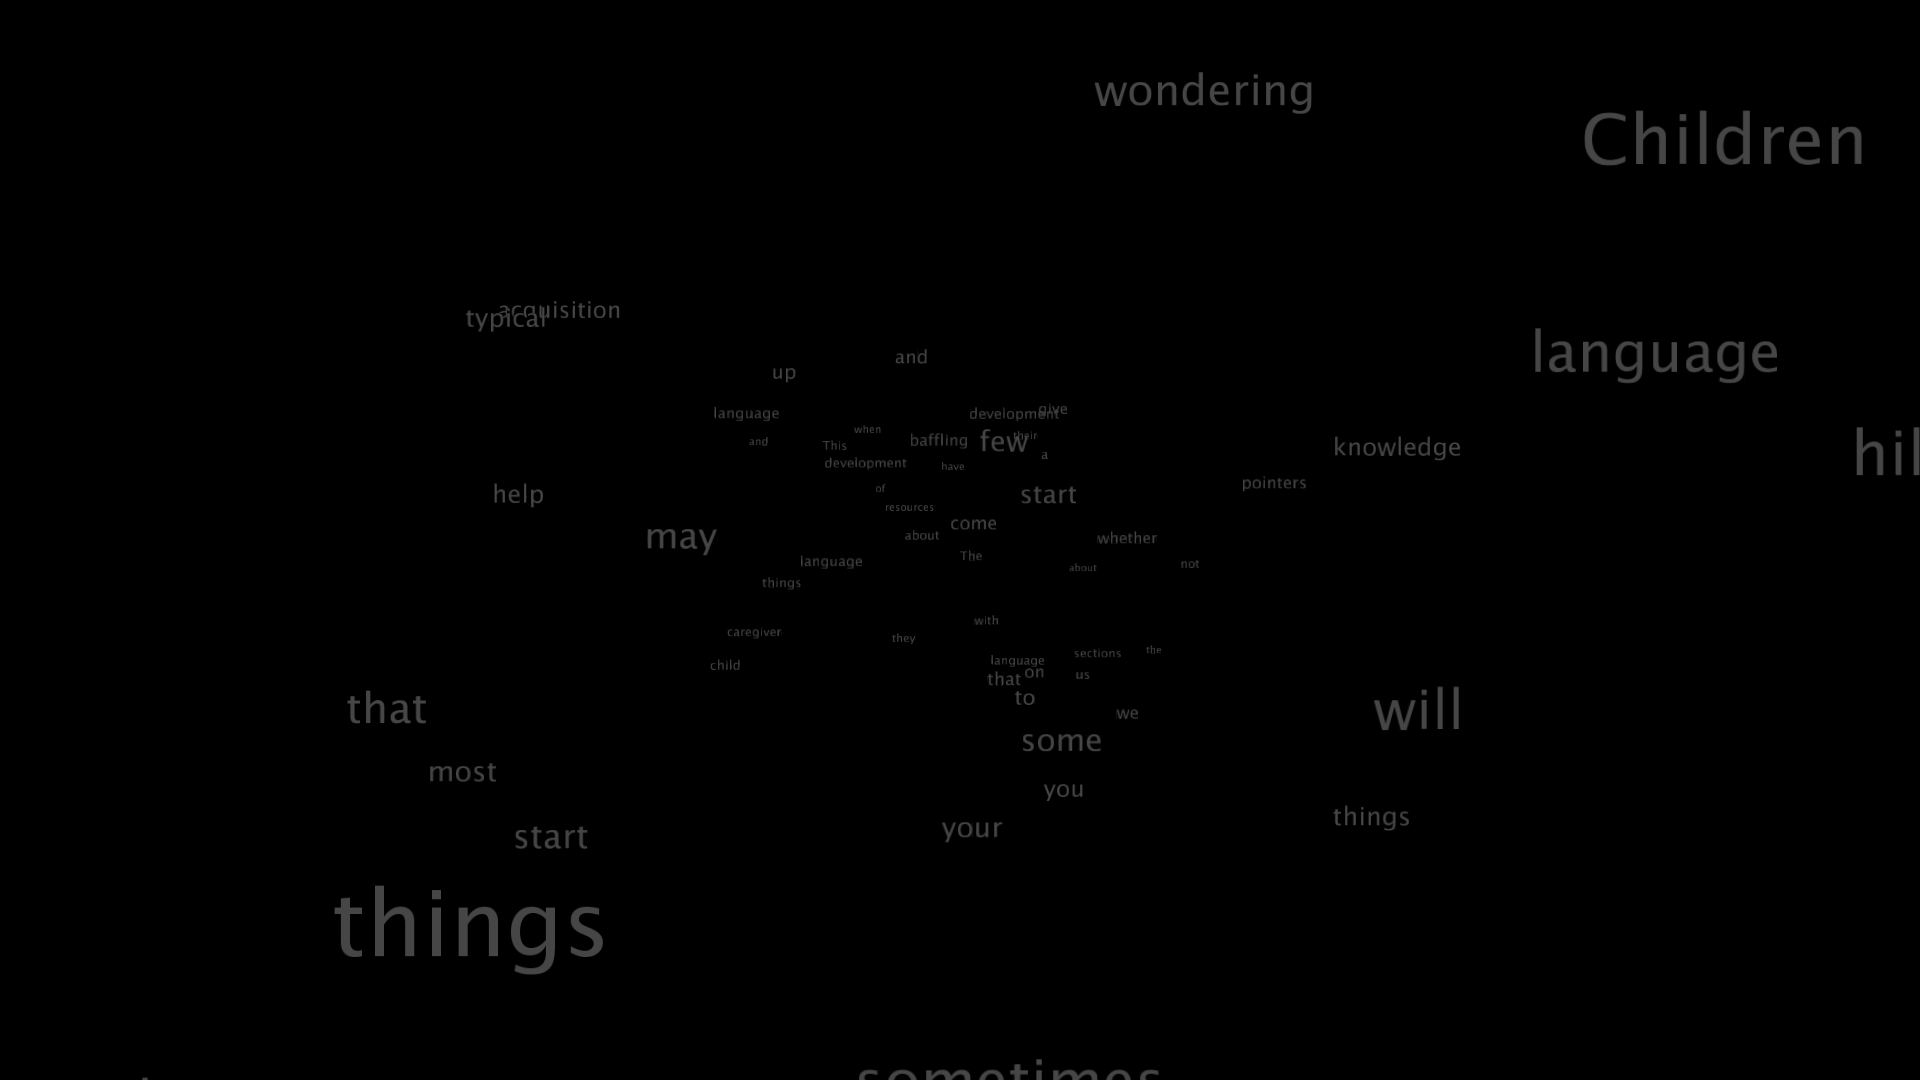 wondering
Children
acquisition
typical
language
and
up
language
development
give
when
and
This
baffling
few
their
a
knowledge
development
have
pointers
of
help
start
resources
come
may
about
whether
The
language
about
not
things
with
caregiver
they
sections
the
child
language
on
that
us
to
that
we
will
some
most
you
things
start
your
things
sometimes